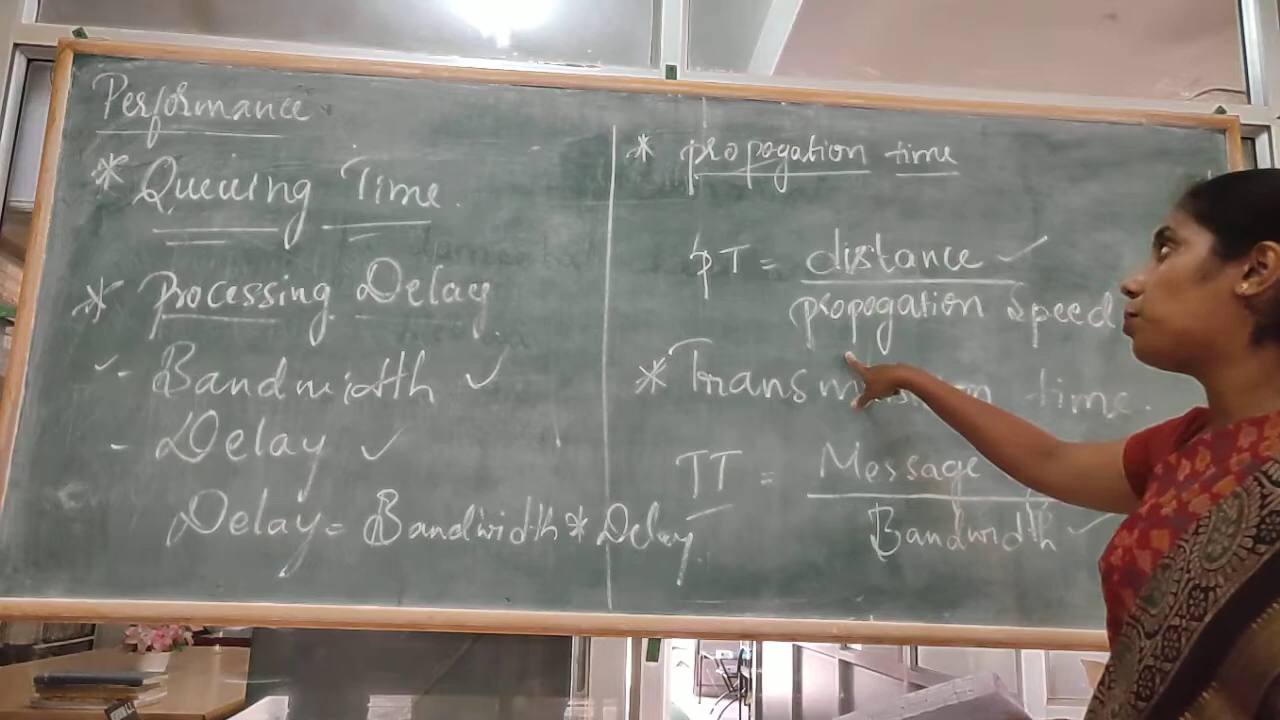 Performance
* Queuing Time.
* Processing Delay
✓ - Bandwidth ✓
- Delay ✓
Delay = Bandwidth * Delay
* propogation time
PT = distance ✓
propogation Speed
* Transmission time.
TT = Message
Bandwidth ✓